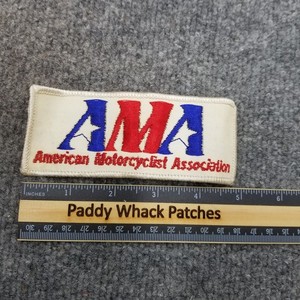 AMA
American Motorcyclist Association
INCHES 1 2 3 4 5 6
Paddy Whack Patches